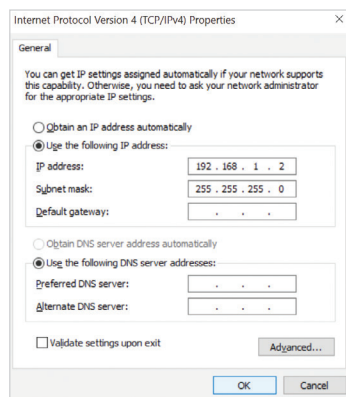 Internet Protocol Version 4 (TCP/IPv4) Properties
General
You can get IP settings assigned automatically if your network supports
this capability. Otherwise, you need to ask your network administrator
for the appropriate IP settings.
Obtain an IP address automatically
Use the following IP address:
IP address: 192 . 168 . 1 . 2
Subnet mask: 255 . 255 . 255 . 0
Default gateway: . . .
Obtain DNS server address automatically
Use the following DNS server addresses:
Preferred DNS server: . . .
Alternate DNS server: . . .
Validate settings upon exit Advanced...
OK Cancel